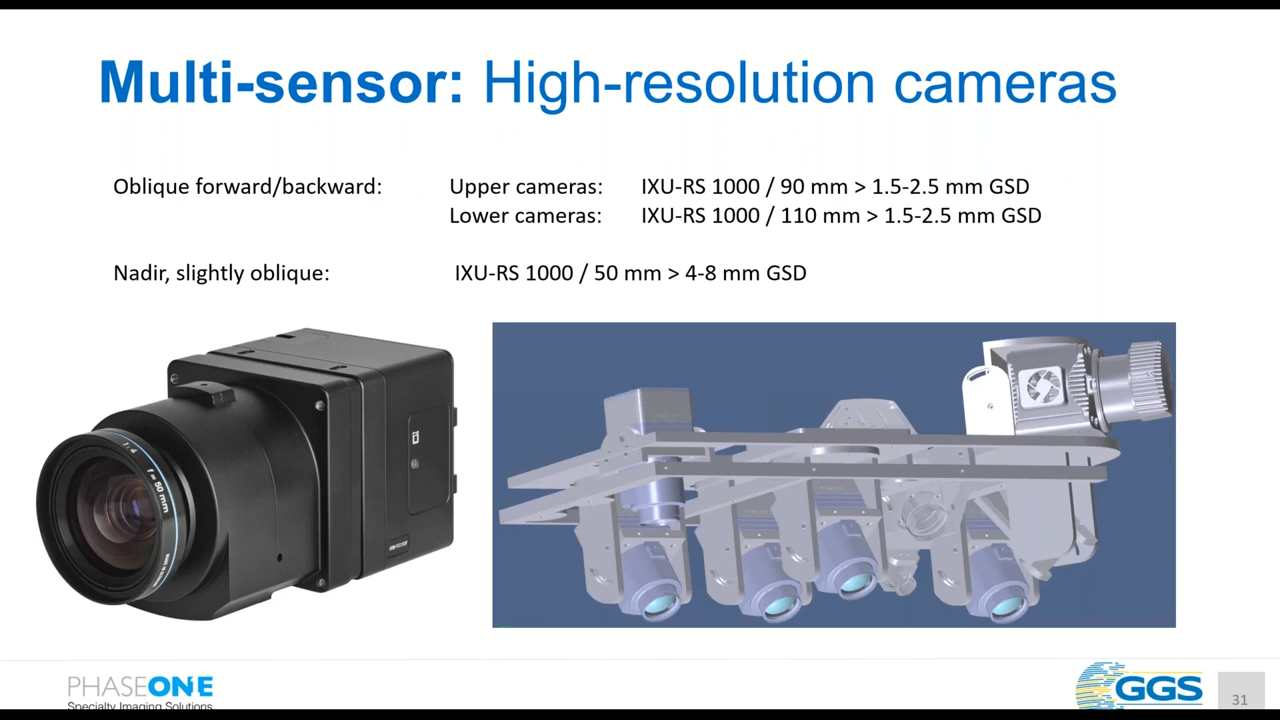 Multi-sensor: High-resolution cameras
Oblique forward/backward: Upper cameras: IXU-RS 1000 / 90 mm > 1.5-2.5 mm GSD
Lower cameras: IXU-RS 1000 / 110 mm > 1.5-2.5 mm GSD
Nadir, slightly oblique: IXU-RS 1000 / 50 mm > 4-8 mm GSD
1:4 f=50 mm
PHASEONE
Specialty Imaging Solutions
GGS
31